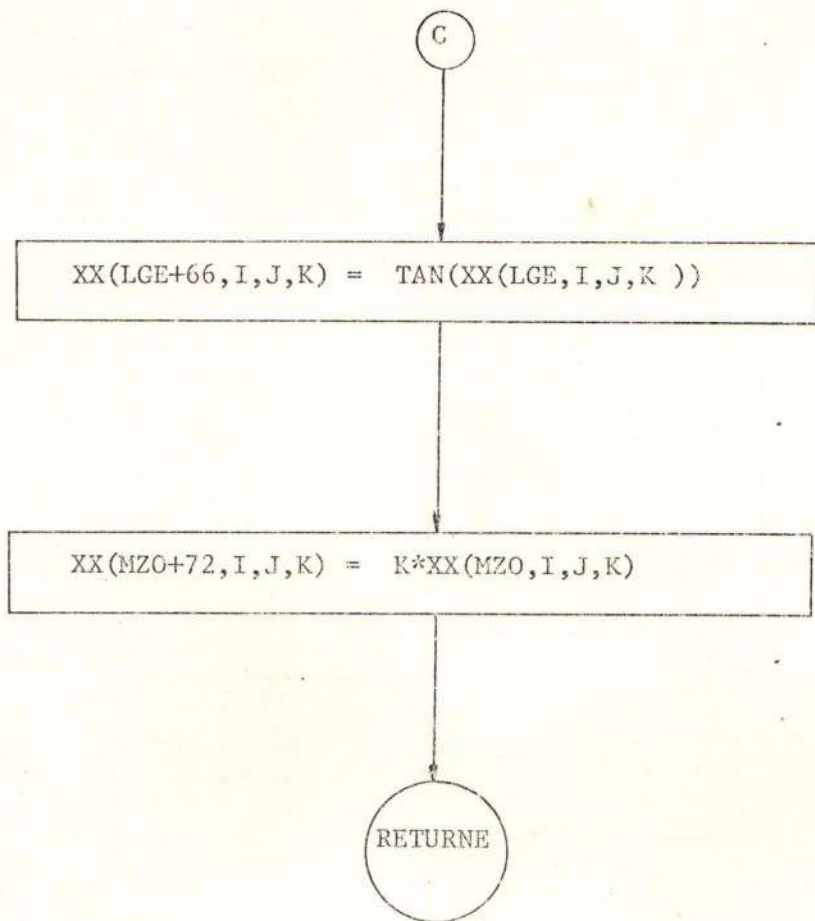 C
XX(LGE+66,I,J,K) = TAN(XX(LGE,I,J,K ))
XX(MZO+72,I,J,K) = K*XX(MZO,I,J,K)
RETURNE